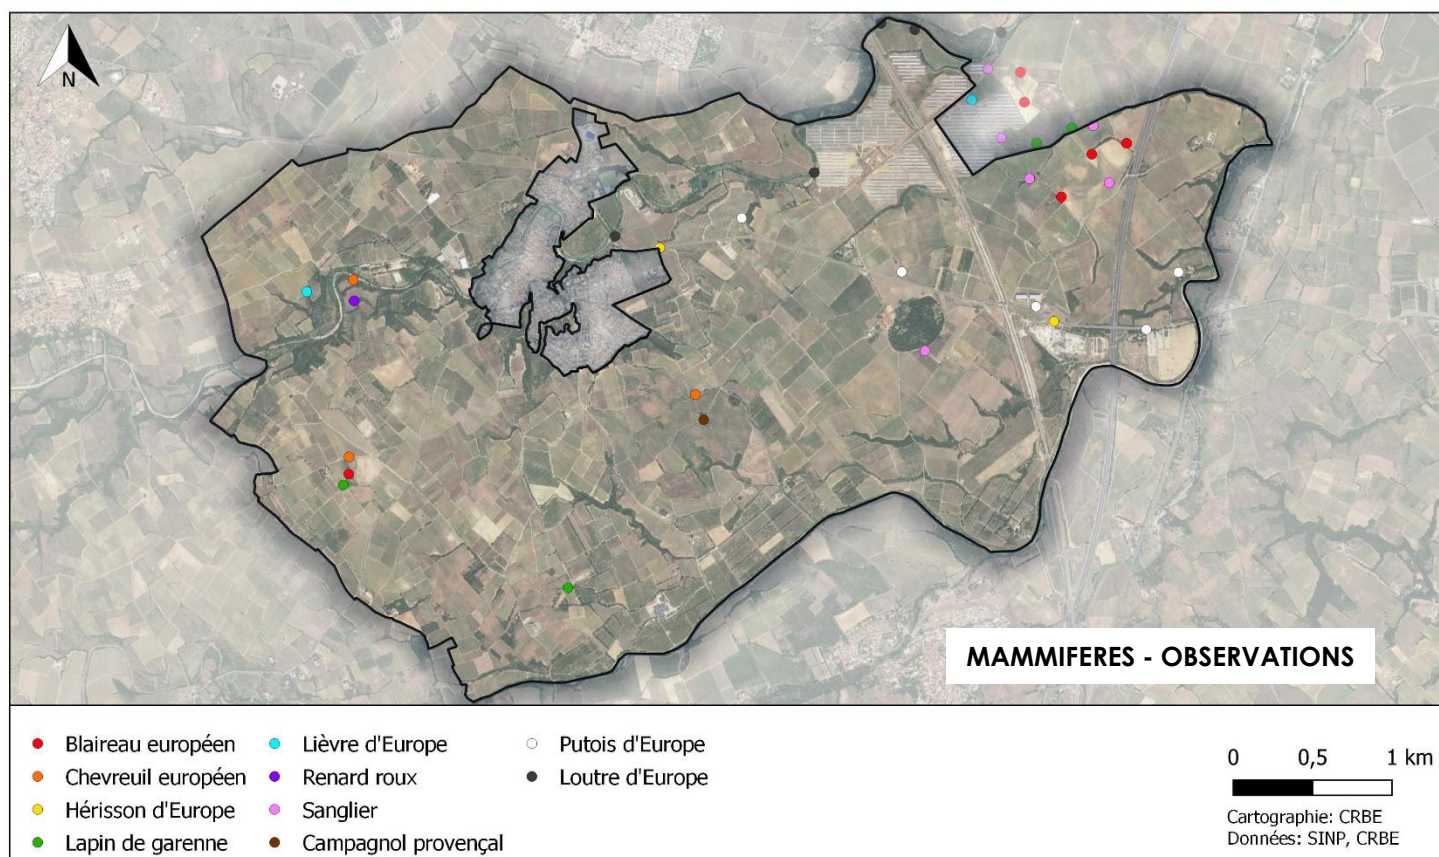 N
MAMMIFERES - OBSERVATIONS
Blaireau européen
Chevreuil européen
Hérisson d'Europe
Lapin de garenne
Lièvre d'Europe
Renard roux
Sanglier
Campagnol provençal
Putois d'Europe
Loutre d'Europe
0 0,5 1 km
Cartographie: CRBE
Données: SINP, CRBE